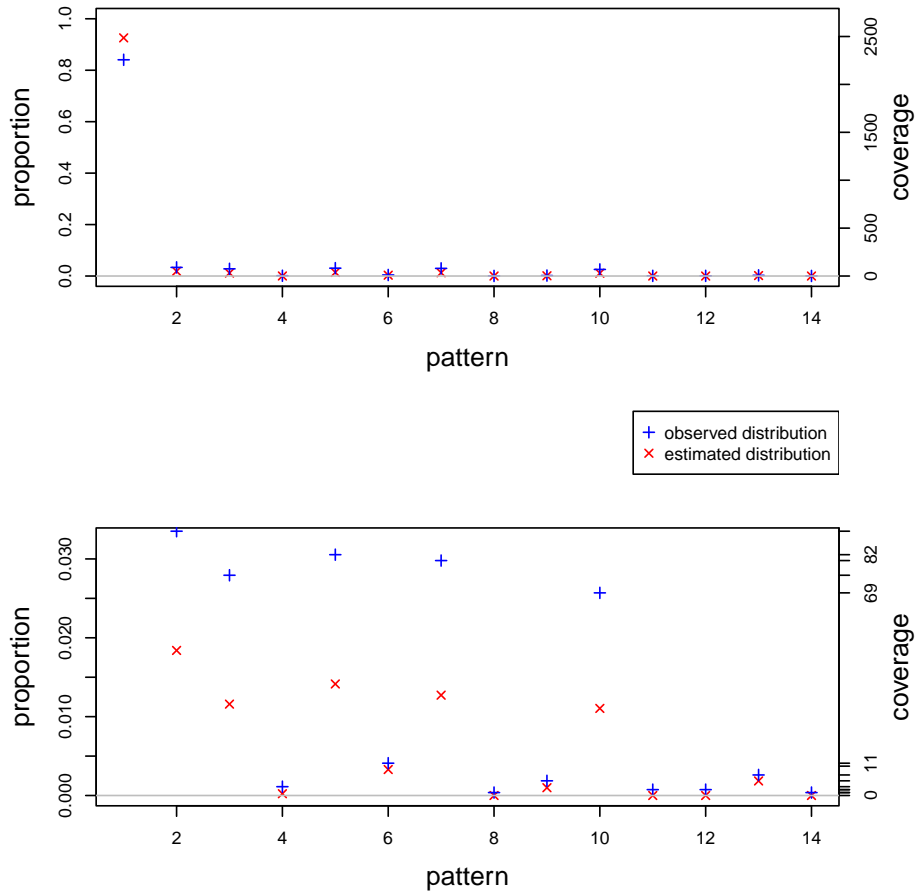 1.0
0.8
0.6
0.4
0.2
0.0
proportion
2500
1500
500
0
coverage
2 4 6 8 10 12 14
pattern
observed distribution
estimated distribution
0.030
0.020
0.010
0.000
proportion
82
69
11
0
coverage
2 4 6 8 10 12 14
pattern